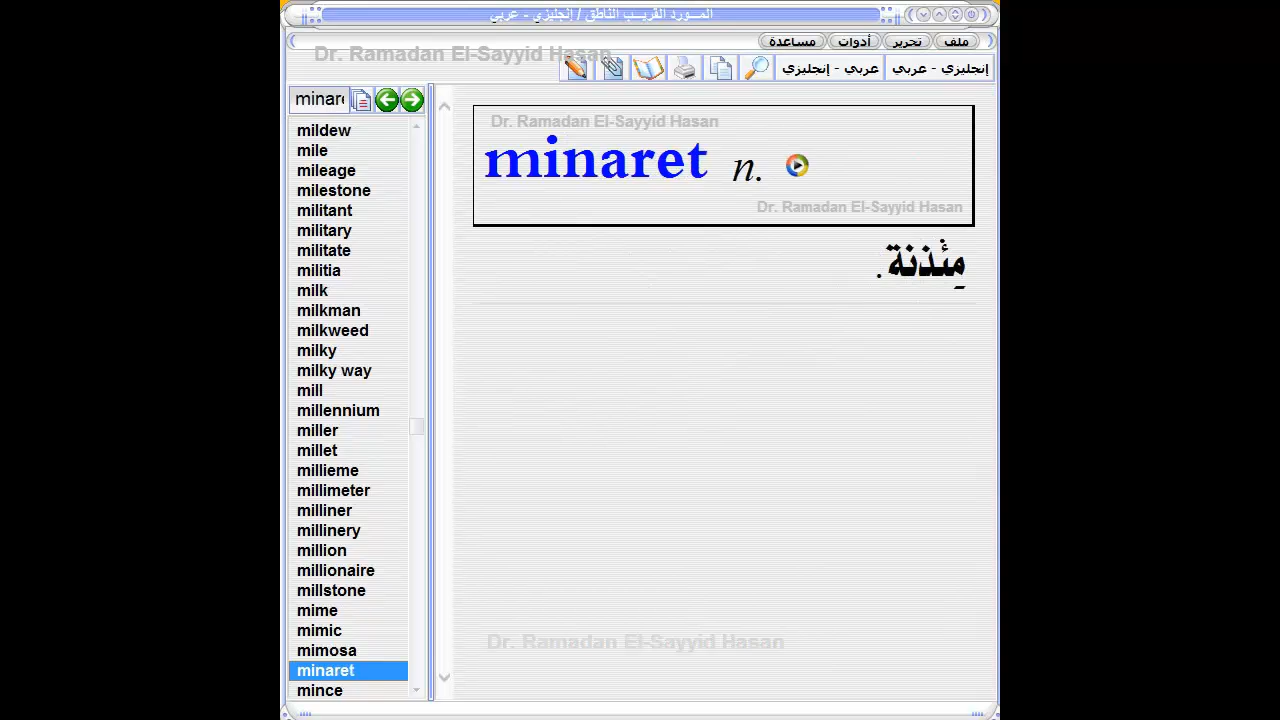 المـــورد القريـــب الناطق / إنجليزي - عربي
ملف
تحرير
أدوات
مساعدة
Dr. Ramadan El-Sayyid Hasan
إنجليزي - عربي
عربي - إنجليزي
minare
mildew
mile
mileage
milestone
militant
military
militate
militia
milk
milkman
milkweed
milky
milky way
mill
millennium
miller
millet
millieme
millimeter
milliner
millinery
million
millionaire
millstone
mime
mimic
mimosa
minaret
mince
Dr. Ramadan El-Sayyid Hasan
minaret n.
Dr. Ramadan El-Sayyid Hasan
مِئْذنة .
Dr. Ramadan El-Sayyid Hasan